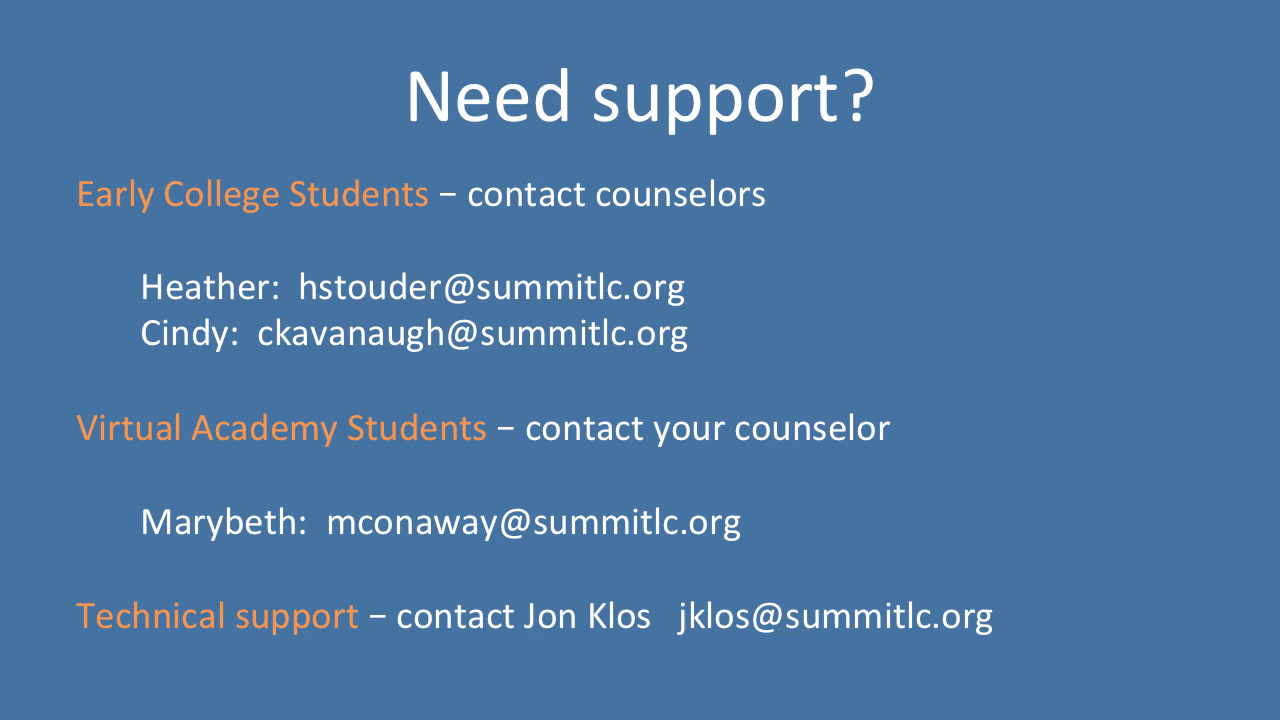 Need support?
Early College Students – contact counselors
Heather: hstouder@summitlc.org
Cindy: ckavanaugh@summitlc.org
Virtual Academy Students – contact your counselor
Marybeth: mconaway@summitlc.org
Technical support – contact Jon Klos jklos@summitlc.org